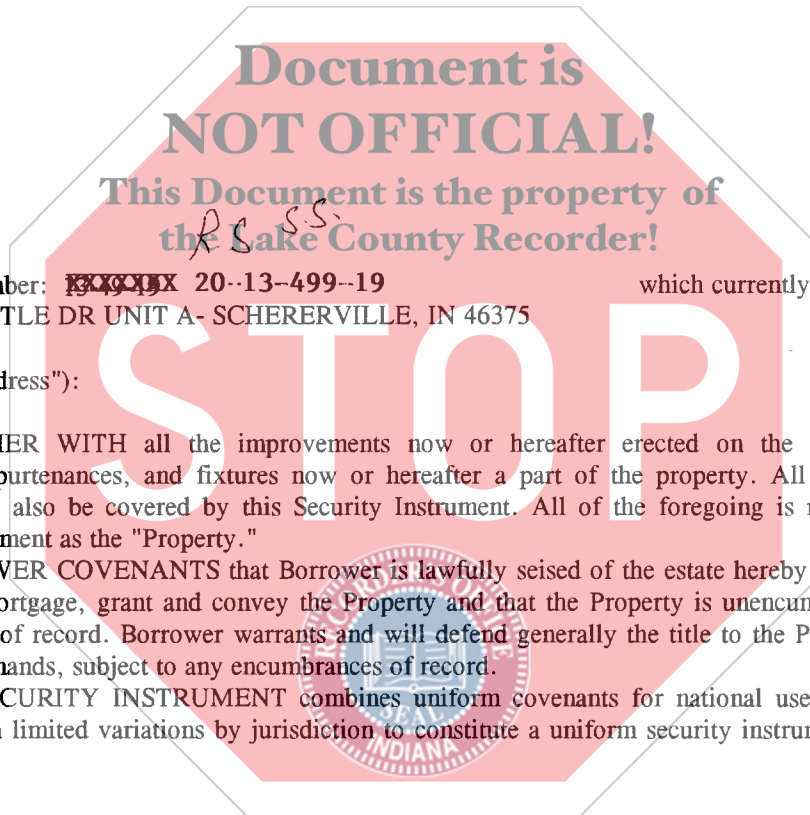 Document is
NOT OFFICIAL!
This Document is the property of
the Lake County Recorder!
R S S.S.
ber: 20--13--499--19 which currently
TLE DR UNIT A- SCHERERVILLE, IN 46375
dress"):
STOP
ER WITH all the improvements now or hereafter erected on the
purtenances, and fixtures now or hereafter a part of the property. All
also be covered by this Security Instrument. All of the foregoing is
ment as the "Property."
WER COVENANTS that Borrower is lawfully seised of the estate hereby
ortgage, grant and convey the Property and that the Property is unencum
of record. Borrower warrants and will defend generally the title to the P
nands, subject to any encumbrances of record.
CURITY INSTRUMENT combines uniform covenants for national use
limited variations by jurisdiction to constitute a uniform security instrum
SEAL
INDIANA